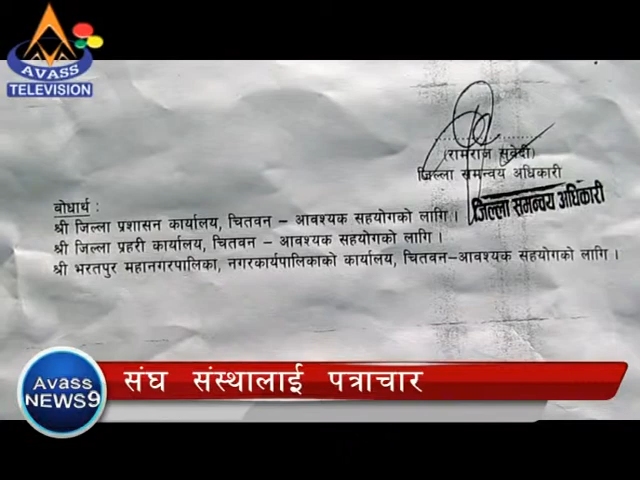 AVASS
TELEVISION
(रामराज सुवेदी)
जिल्ला समन्वय अधिकारी
जिल्ला समन्वय अधिकारी
बोधार्थ :
श्री जिल्ला प्रशासन कार्यालय, चितवन – आवश्यक सहयोगको लागि ।
श्री जिल्ला प्रहरी कार्यालय, चितवन – आवश्यक सहयोगको लागि ।
श्री भरतपुर महानगरपालिका, नगरकार्यपालिकाको कार्यालय, चितवन–आवश्यक सहयोगको लागि ।
Avass
NEWS9
संघ संस्थालाई पत्राचार